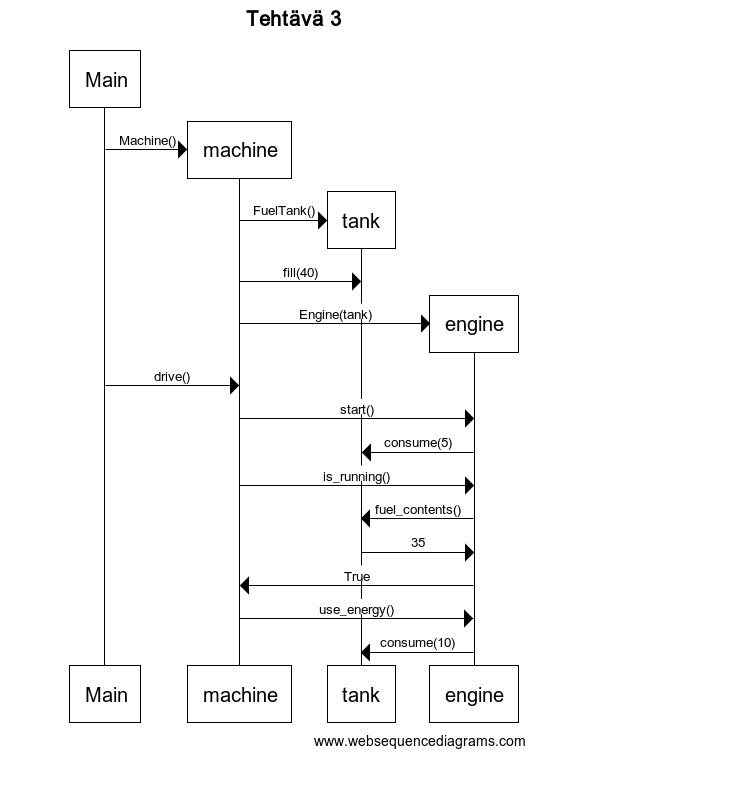 Tehtävä 3
Main
Machine()
machine
FuelTank()
tank
fill(40)
Engine(tank)
engine
drive()
start()
consume(5)
is_running()
fuel_contents()
35
True
use_energy()
consume(10)
Main machine tank engine
www.websequencediagrams.com